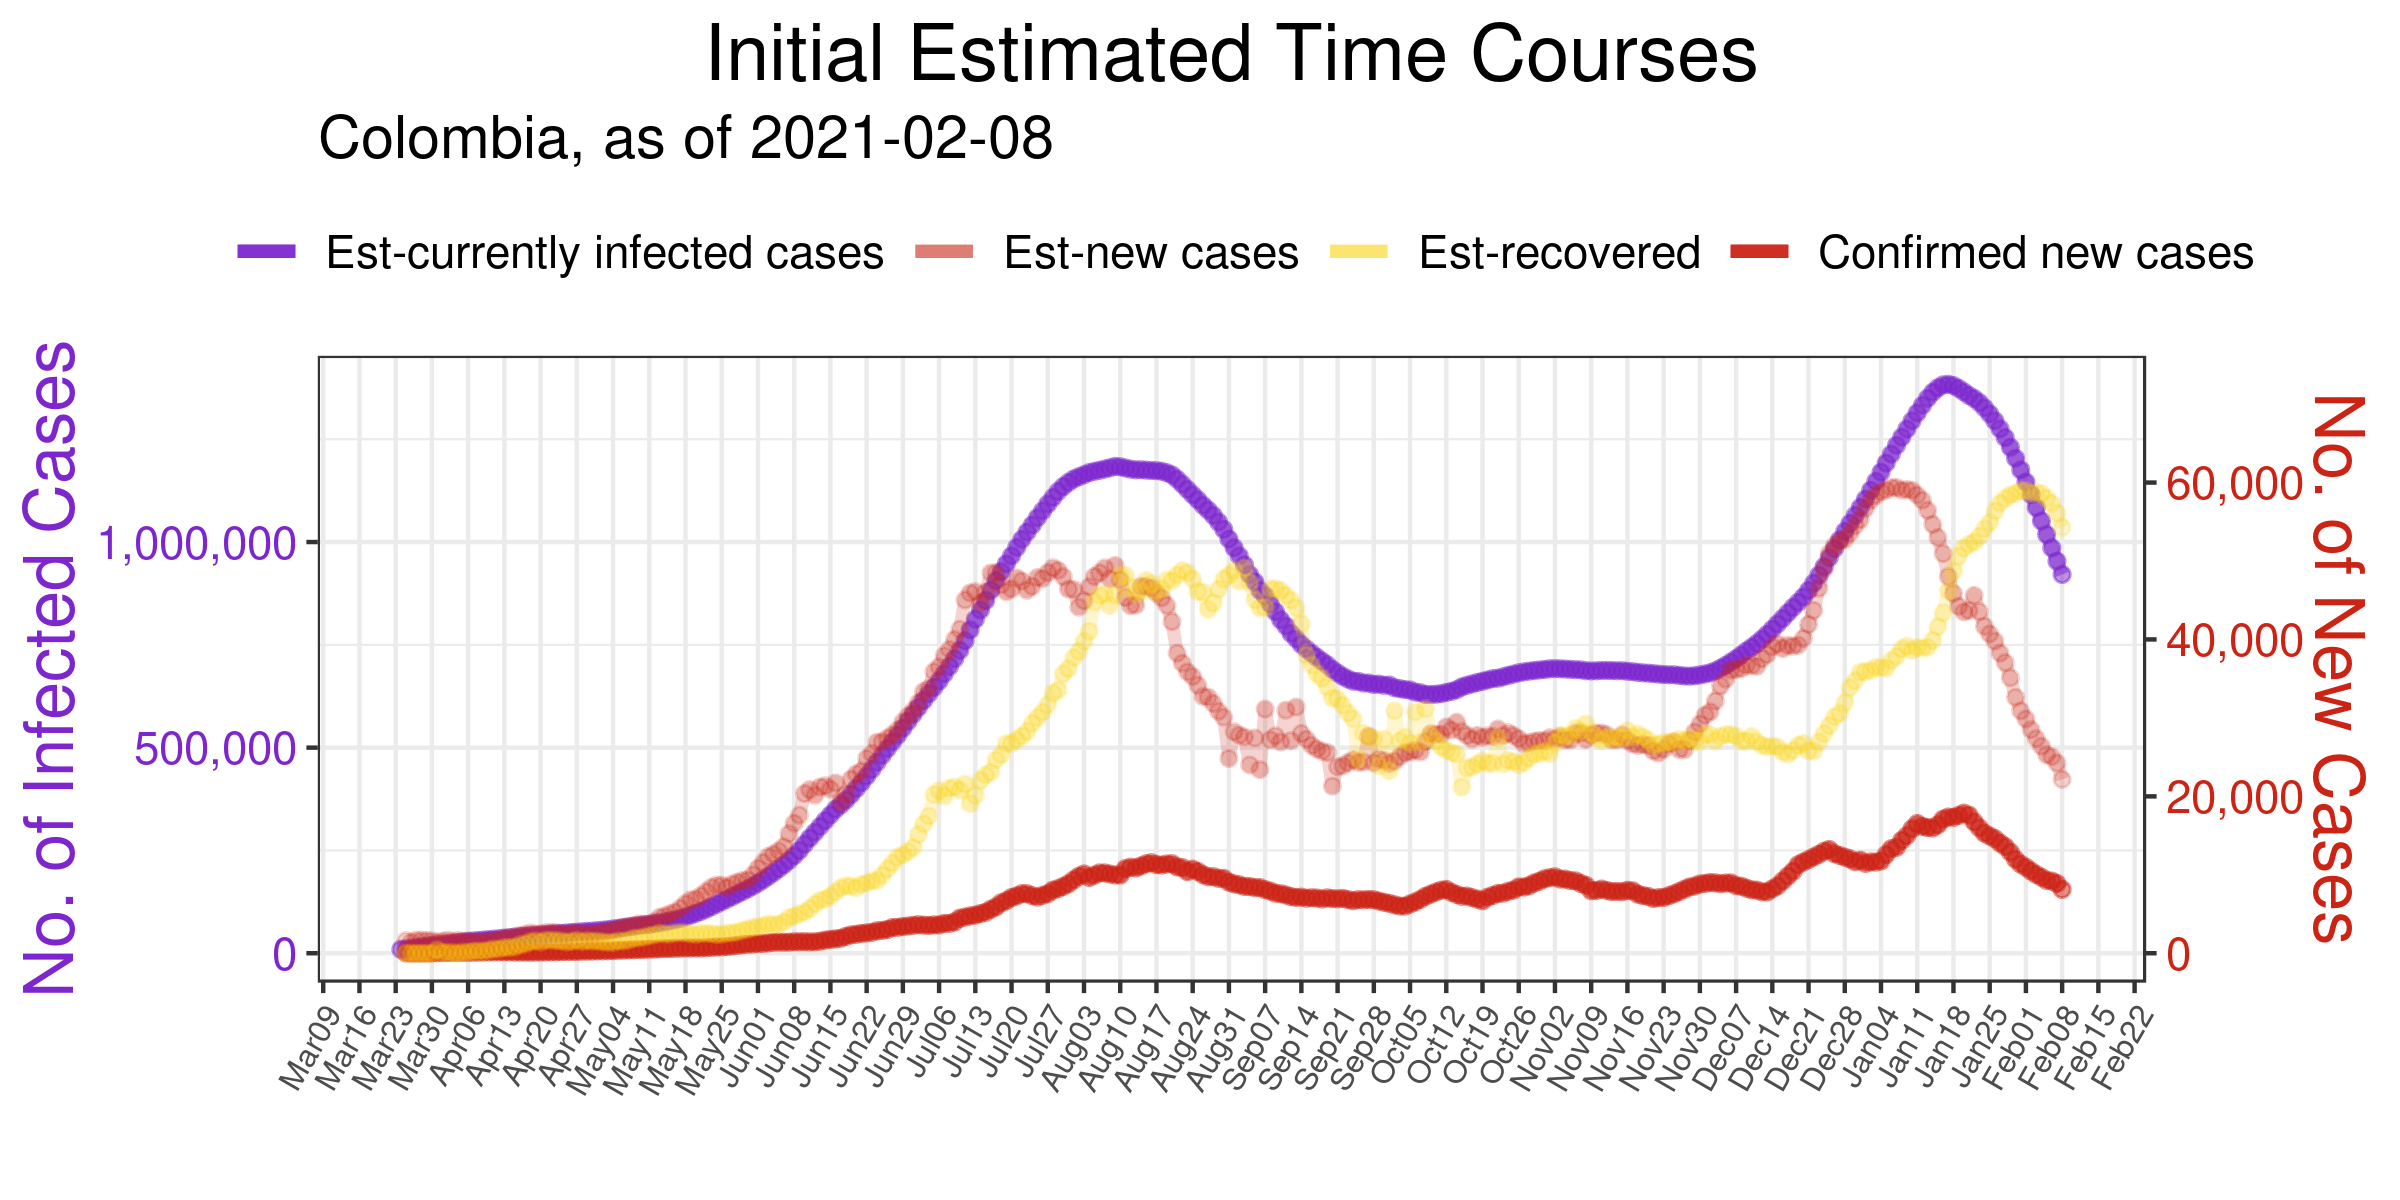 Initial Estimated Time Courses
Colombia, as of 2021-02-08
Est-currently infected cases Est-new cases Est-recovered Confirmed new cases
No. of Infected Cases
1,000,000
500,000
0
No. of New Cases
60,000
40,000
20,000
0
Mar09 Mar16 Mar23 Mar30 Apr06 Apr13 Apr20 Apr27 May04 May11 May18 May25 Jun01 Jun08 Jun15 Jun22 Jun29 Jul06 Jul13 Jul20 Jul27 Aug03 Aug10 Aug17 Aug24 Aug31 Sep07 Sep14 Sep21 Sep28 Oct05 Oct12 Oct19 Oct26 Nov02 Nov09 Nov16 Nov23 Nov30 Dec07 Dec14 Dec21 Dec28 Jan04 Jan11 Jan18 Jan25 Feb01 Feb08 Feb15 Feb22